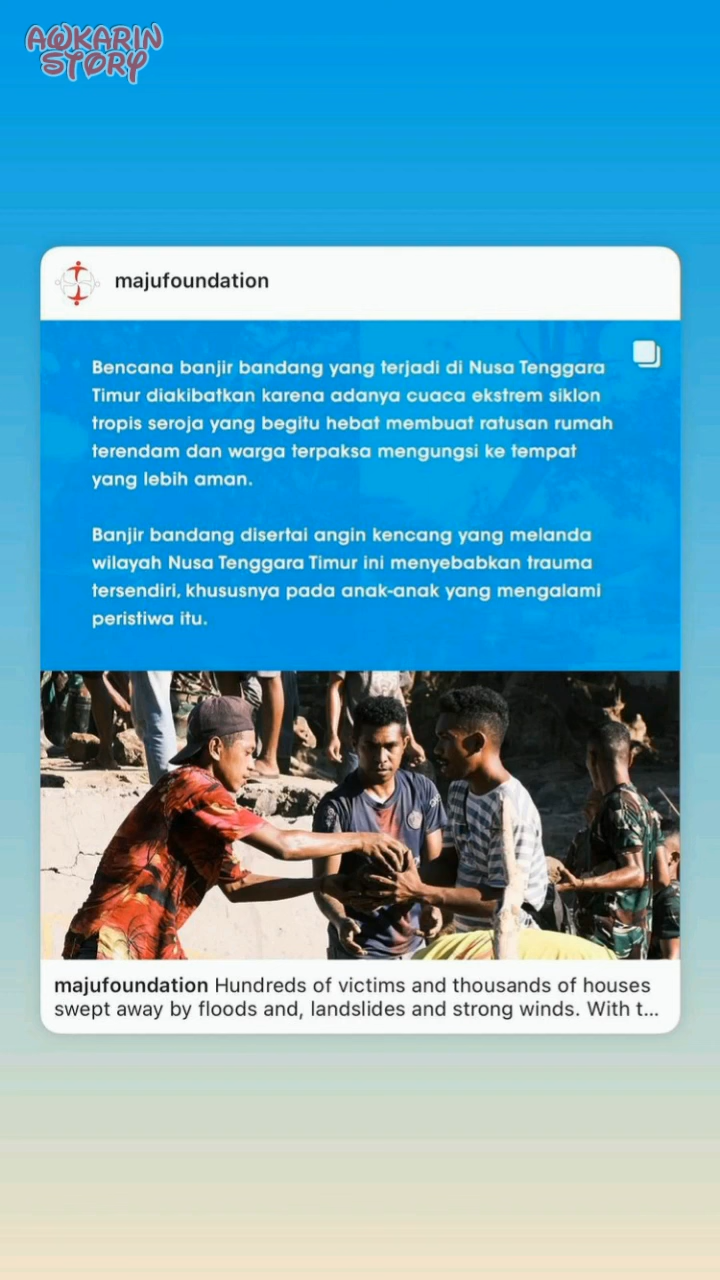 AWKARIN
STORY
majufoundation
Bencana banjir bandang yang terjadi di Nusa Tenggara
Timur diakibatkan karena adanya cuaca ekstrem siklon
tropis seroja yang begitu hebat membuat ratusan rumah
terendam dan warga terpaksa mengungsi ke tempat
yang lebih aman.
Banjir bandang disertai angin kencang yang melanda
wilayah Nusa Tenggara Timur ini menyebabkan trauma
tersendiri, khususnya pada anak-anak yang mengalami
peristiwa itu.
majufoundation Hundreds of victims and thousands of houses
swept away by floods and, landslides and strong winds. With t...